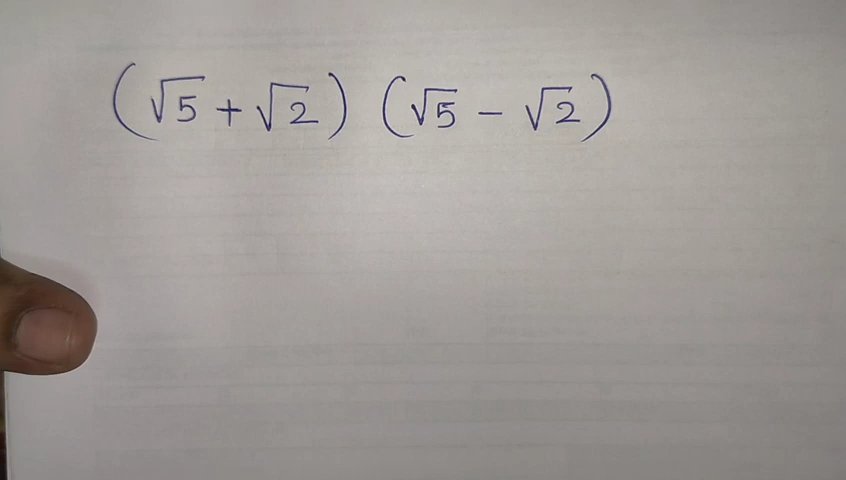 (√5 + √2) (√5 - √2)